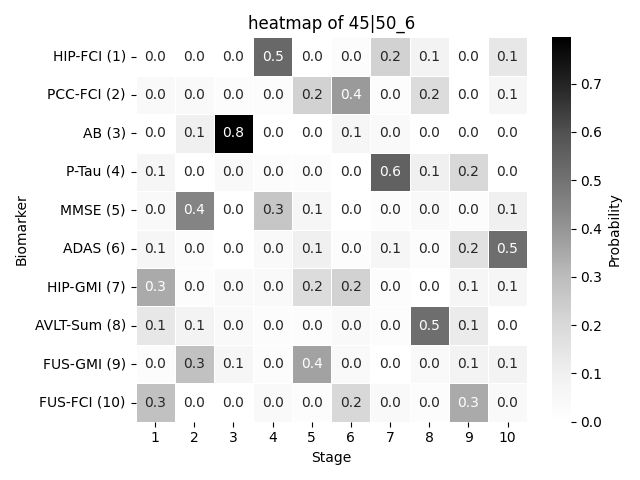 heatmap of 45|50_6
HIP-FCI (1) 0.0 0.0 0.0 0.5 0.0 0.0 0.2 0.1 0.0 0.1
PCC-FCI (2) 0.0 0.0 0.0 0.0 0.2 0.4 0.0 0.2 0.0 0.1
AB (3) 0.0 0.1 0.8 0.0 0.0 0.1 0.0 0.0 0.0 0.0
P-Tau (4) 0.1 0.0 0.0 0.0 0.0 0.0 0.6 0.1 0.2 0.0
MMSE (5) 0.0 0.4 0.0 0.3 0.1 0.0 0.0 0.0 0.0 0.1
ADAS (6) 0.1 0.0 0.0 0.0 0.1 0.0 0.1 0.0 0.2 0.5
HIP-GMI (7) 0.3 0.0 0.0 0.0 0.2 0.2 0.0 0.0 0.1 0.1
AVLT-Sum (8) 0.1 0.1 0.0 0.0 0.0 0.0 0.0 0.5 0.1 0.0
FUS-GMI (9) 0.0 0.3 0.1 0.0 0.4 0.0 0.0 0.0 0.1 0.1
FUS-FCI (10) 0.3 0.0 0.0 0.0 0.0 0.2 0.0 0.0 0.3 0.0
1 2 3 4 5 6 7 8 9 10
Stage
Biomarker
0.7
0.6
0.5
0.4
0.3
0.2
0.1
0.0
Probability